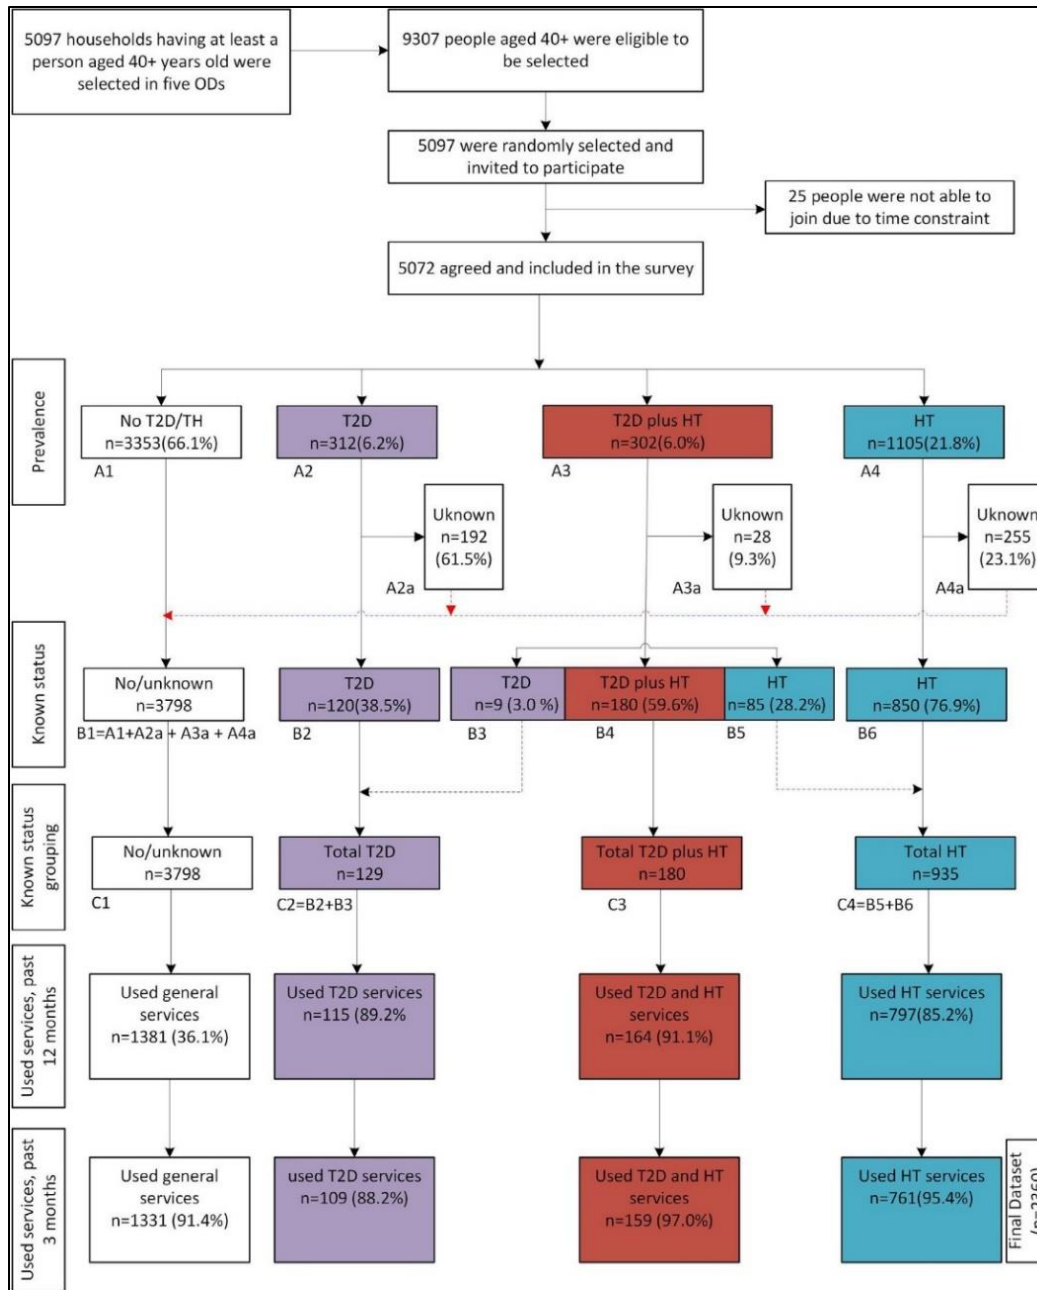 5097 households having at least a
person aged 40+ years old were
selected in five ODs
9307 people aged 40+ were eligible to
be selected
5097 were randomly selected and
invited to participate
25 people were not able to
join due to time constraint
5072 agreed and included in the survey
Prevalence
No T2D/TH
n=3353(66.1%)
A1
T2D
n=312(6.2%)
A2
T2D plus HT
n=302(6.0%)
A3
HT
n=1105(21.8%)
A4
Uknown
n=192
(61.5%)
A2a
Uknown
n=28
(9.3%)
A3a
Uknown
n=255
(23.1%)
A4a
Known status
No/unknown
n=3798
B1=A1+A2a + A3a + A4a
T2D
n=120(38.5%)
B2
T2D
n=9 (3.0 %)
B3
T2D plus HT
n=180 (59.6%)
B4
HT
n=85 (28.2%)
B5
HT
n=850 (76.9%)
B6
Known status
grouping
No/unknown
n=3798
C1
Total T2D
n=129
C2=B2+B3
Total T2D plus HT
n=180
C3
Total HT
n=935
C4=B5+B6
Used services, past
12 months
Used general
services
n=1381 (36.1%)
Used T2D services
n=115 (89.2%
Used T2D and HT
services
n=164 (91.1%)
Used HT services
n=797(85.2%)
Used services, past
3 months
Used general
services
n=1331 (91.4%)
used T2D services
n=109 (88.2%)
Used T2D and HT
services
n=159 (97.0%)
Used HT services
n=761(95.4%)
Final Dataset
(n=2360)